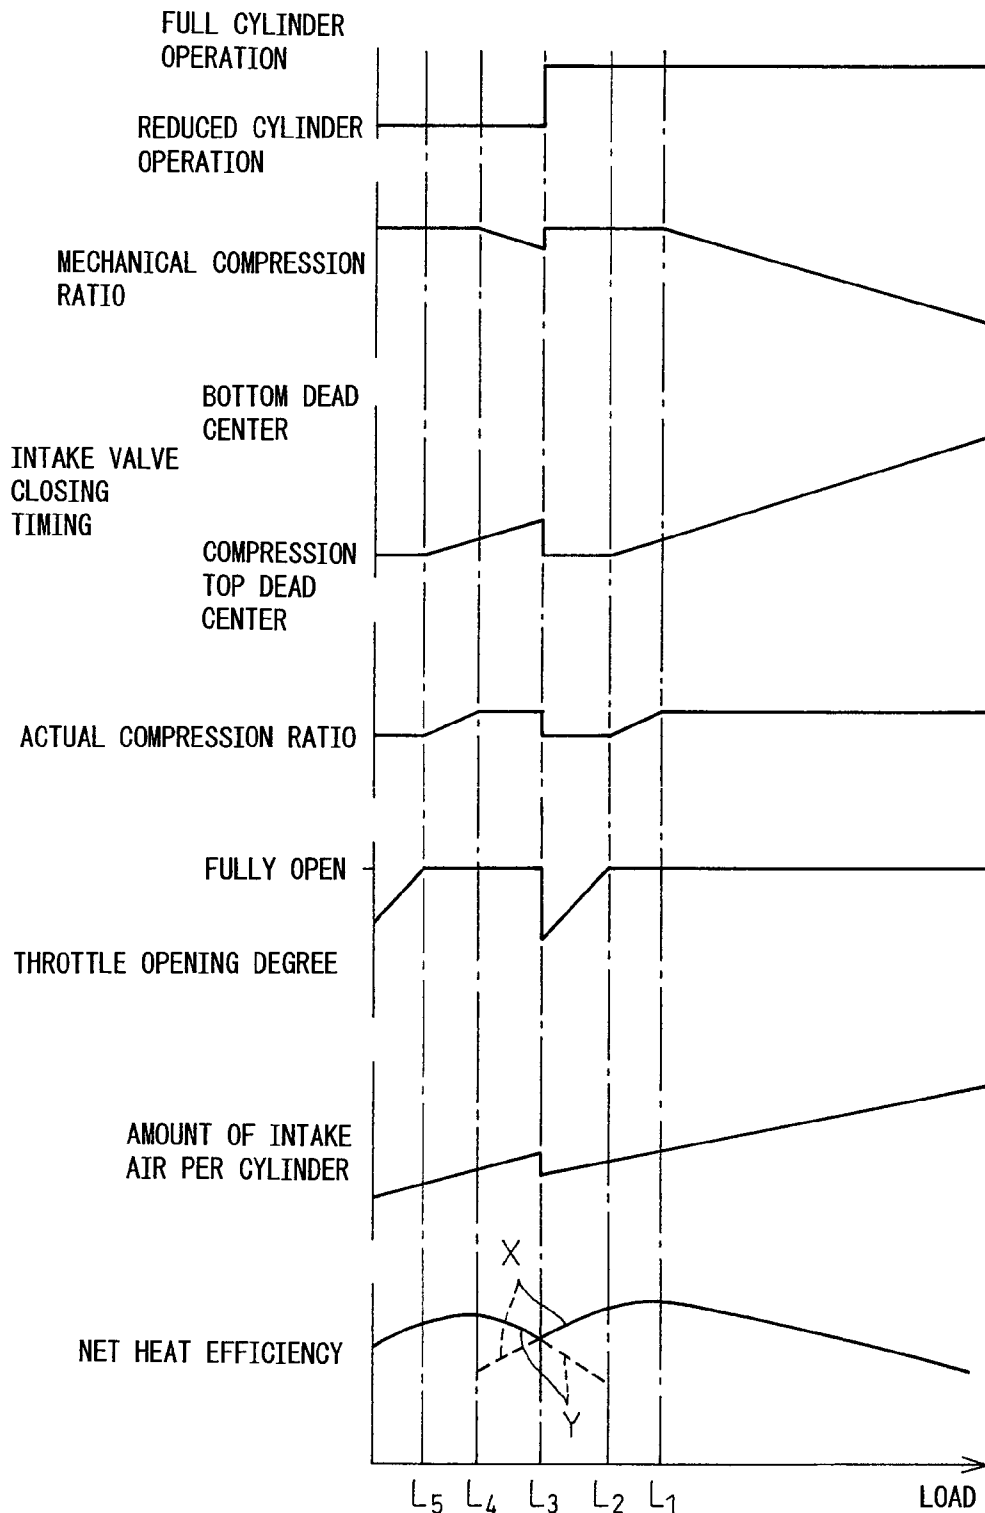 FULL CYLINDER
OPERATION
REDUCED CYLINDER
OPERATION
MECHANICAL COMPRESSION
RATIO
BOTTOM DEAD
CENTER
INTAKE VALVE
CLOSING
TIMING
COMPRESSION
TOP DEAD
CENTER
ACTUAL COMPRESSION RATIO
FULLY OPEN
THROTTLE OPENING DEGREE
AMOUNT OF INTAKE
AIR PER CYLINDER
X
NET HEAT EFFICIENCY
Y
L5 L4 L3 L2 L1 LOAD